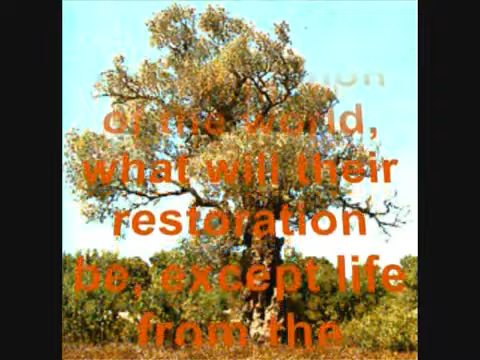 of the world,
what will their
restoration
be, except life
from the